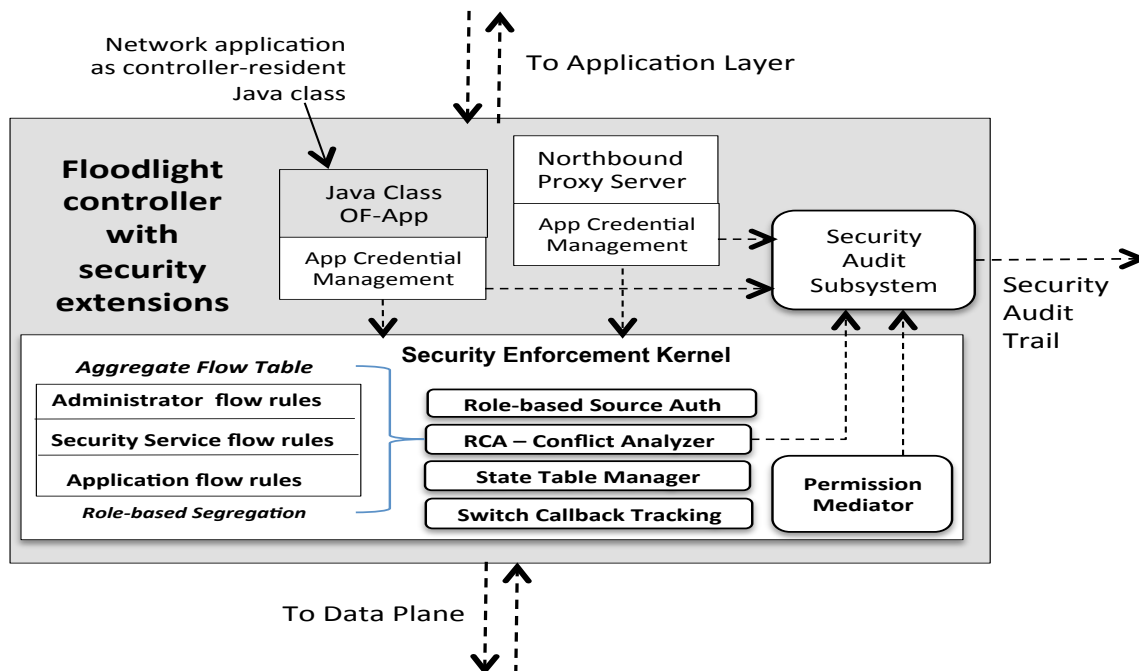 Network application
as controller-resident
Java class
To Application Layer
Floodlight
controller
with
security
extensions
Java Class
OF-App
App Credential
Management
Northbound
Proxy Server
App Credential
Management
Security
Audit
Subsystem
Security
Audit
Trail
Security Enforcement Kernel
Aggregate Flow Table
Administrator flow rules
Security Service flow rules
Application flow rules
Role-based Segregation
Role-based Source Auth
RCA – Conflict Analyzer
State Table Manager
Switch Callback Tracking
Permission
Mediator
To Data Plane